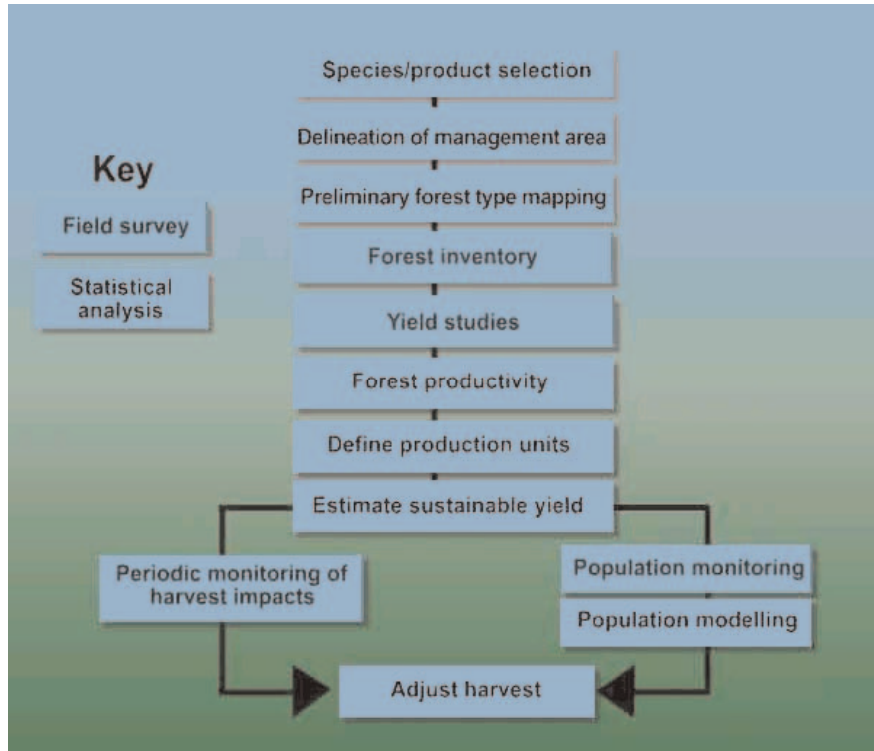 Species/product selection
Delineation of management area
Key
Preliminary forest type mapping
Field survey
Forest inventory
Statistical
analysis
Yield studies
Forest productivity
Define production units
Estimate sustainable yield
Periodic monitoring of
harvest impacts
Population monitoring
Population modelling
Adjust harvest